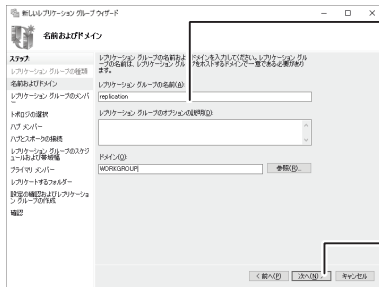 新しいレプリケーション グループ ウィザード
名前およびドメイン
ステップ:
レプリケーション グループの種類
名前およびドメイン
レプリケーション グループのメンバー
トポロジの選択
ハブ メンバー
ハブとスポークの接続
レプリケーション グループのスケジュールおよび帯域幅
プライマリ メンバー
レプリケートするフォルダー
設定の確認およびレプリケーション グループの作成
確認
レプリケーション グループの名前およびドメインを入力してください。レプリケーション グループの名前は、レプリケーション グループをホストするドメインで一意である必要があります。
レプリケーション グループの名前(A):
replication
レプリケーション グループのオプションの説明(D):
ドメイン(O):
WORKGROUP
参照(R)...
< 前へ(P)
次へ(N) >
キャンセル